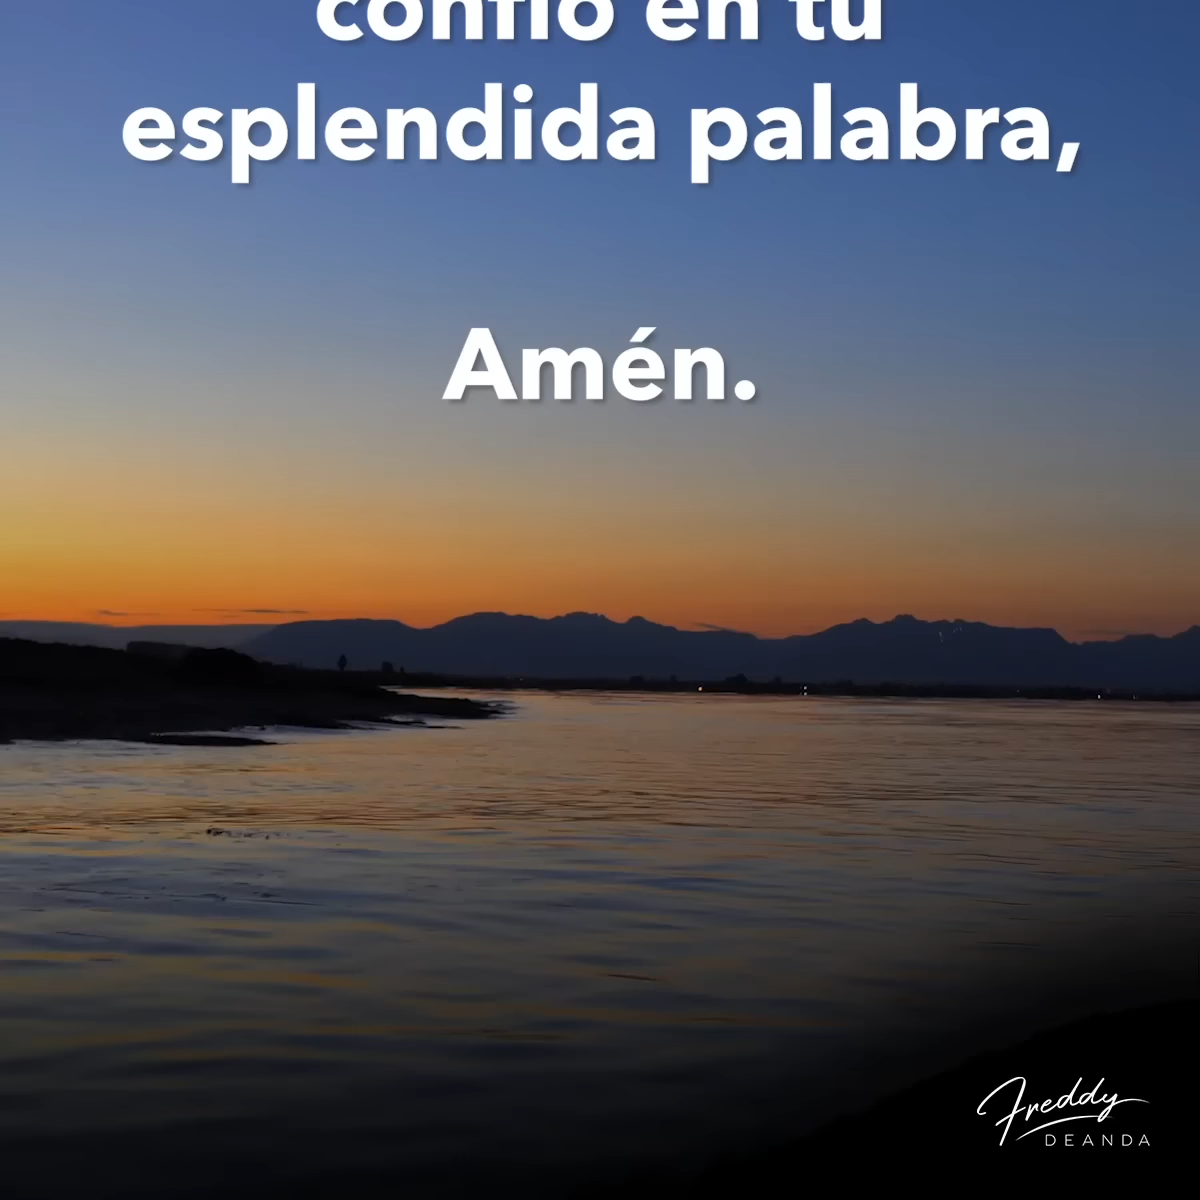 confío en tu
esplendida palabra,
Amén.
Freddy
DEANDA